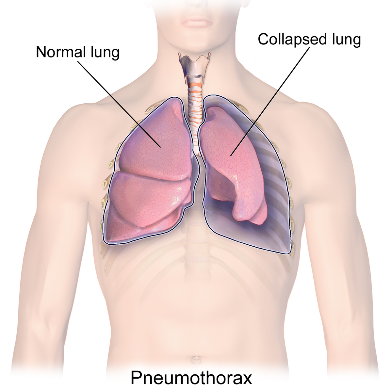 Normal lung
Collapsed lung
Pneumothorax